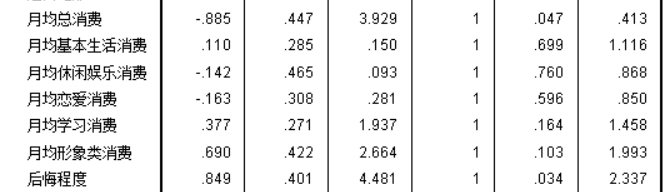 月均总消费 -.885 .447 3.929 1 .047 .413
月均基本生活消费 .110 .285 .150 1 .699 1.116
月均休闲娱乐消费 -.142 .465 .093 1 .760 .868
月均恋爱消费 -.163 .308 .281 1 .596 .850
月均学习消费 .377 .271 1.937 1 .164 1.458
月均形象类消费 .690 .422 2.664 1 .103 1.993
后悔程度 .849 .401 4.481 1 .034 2.337